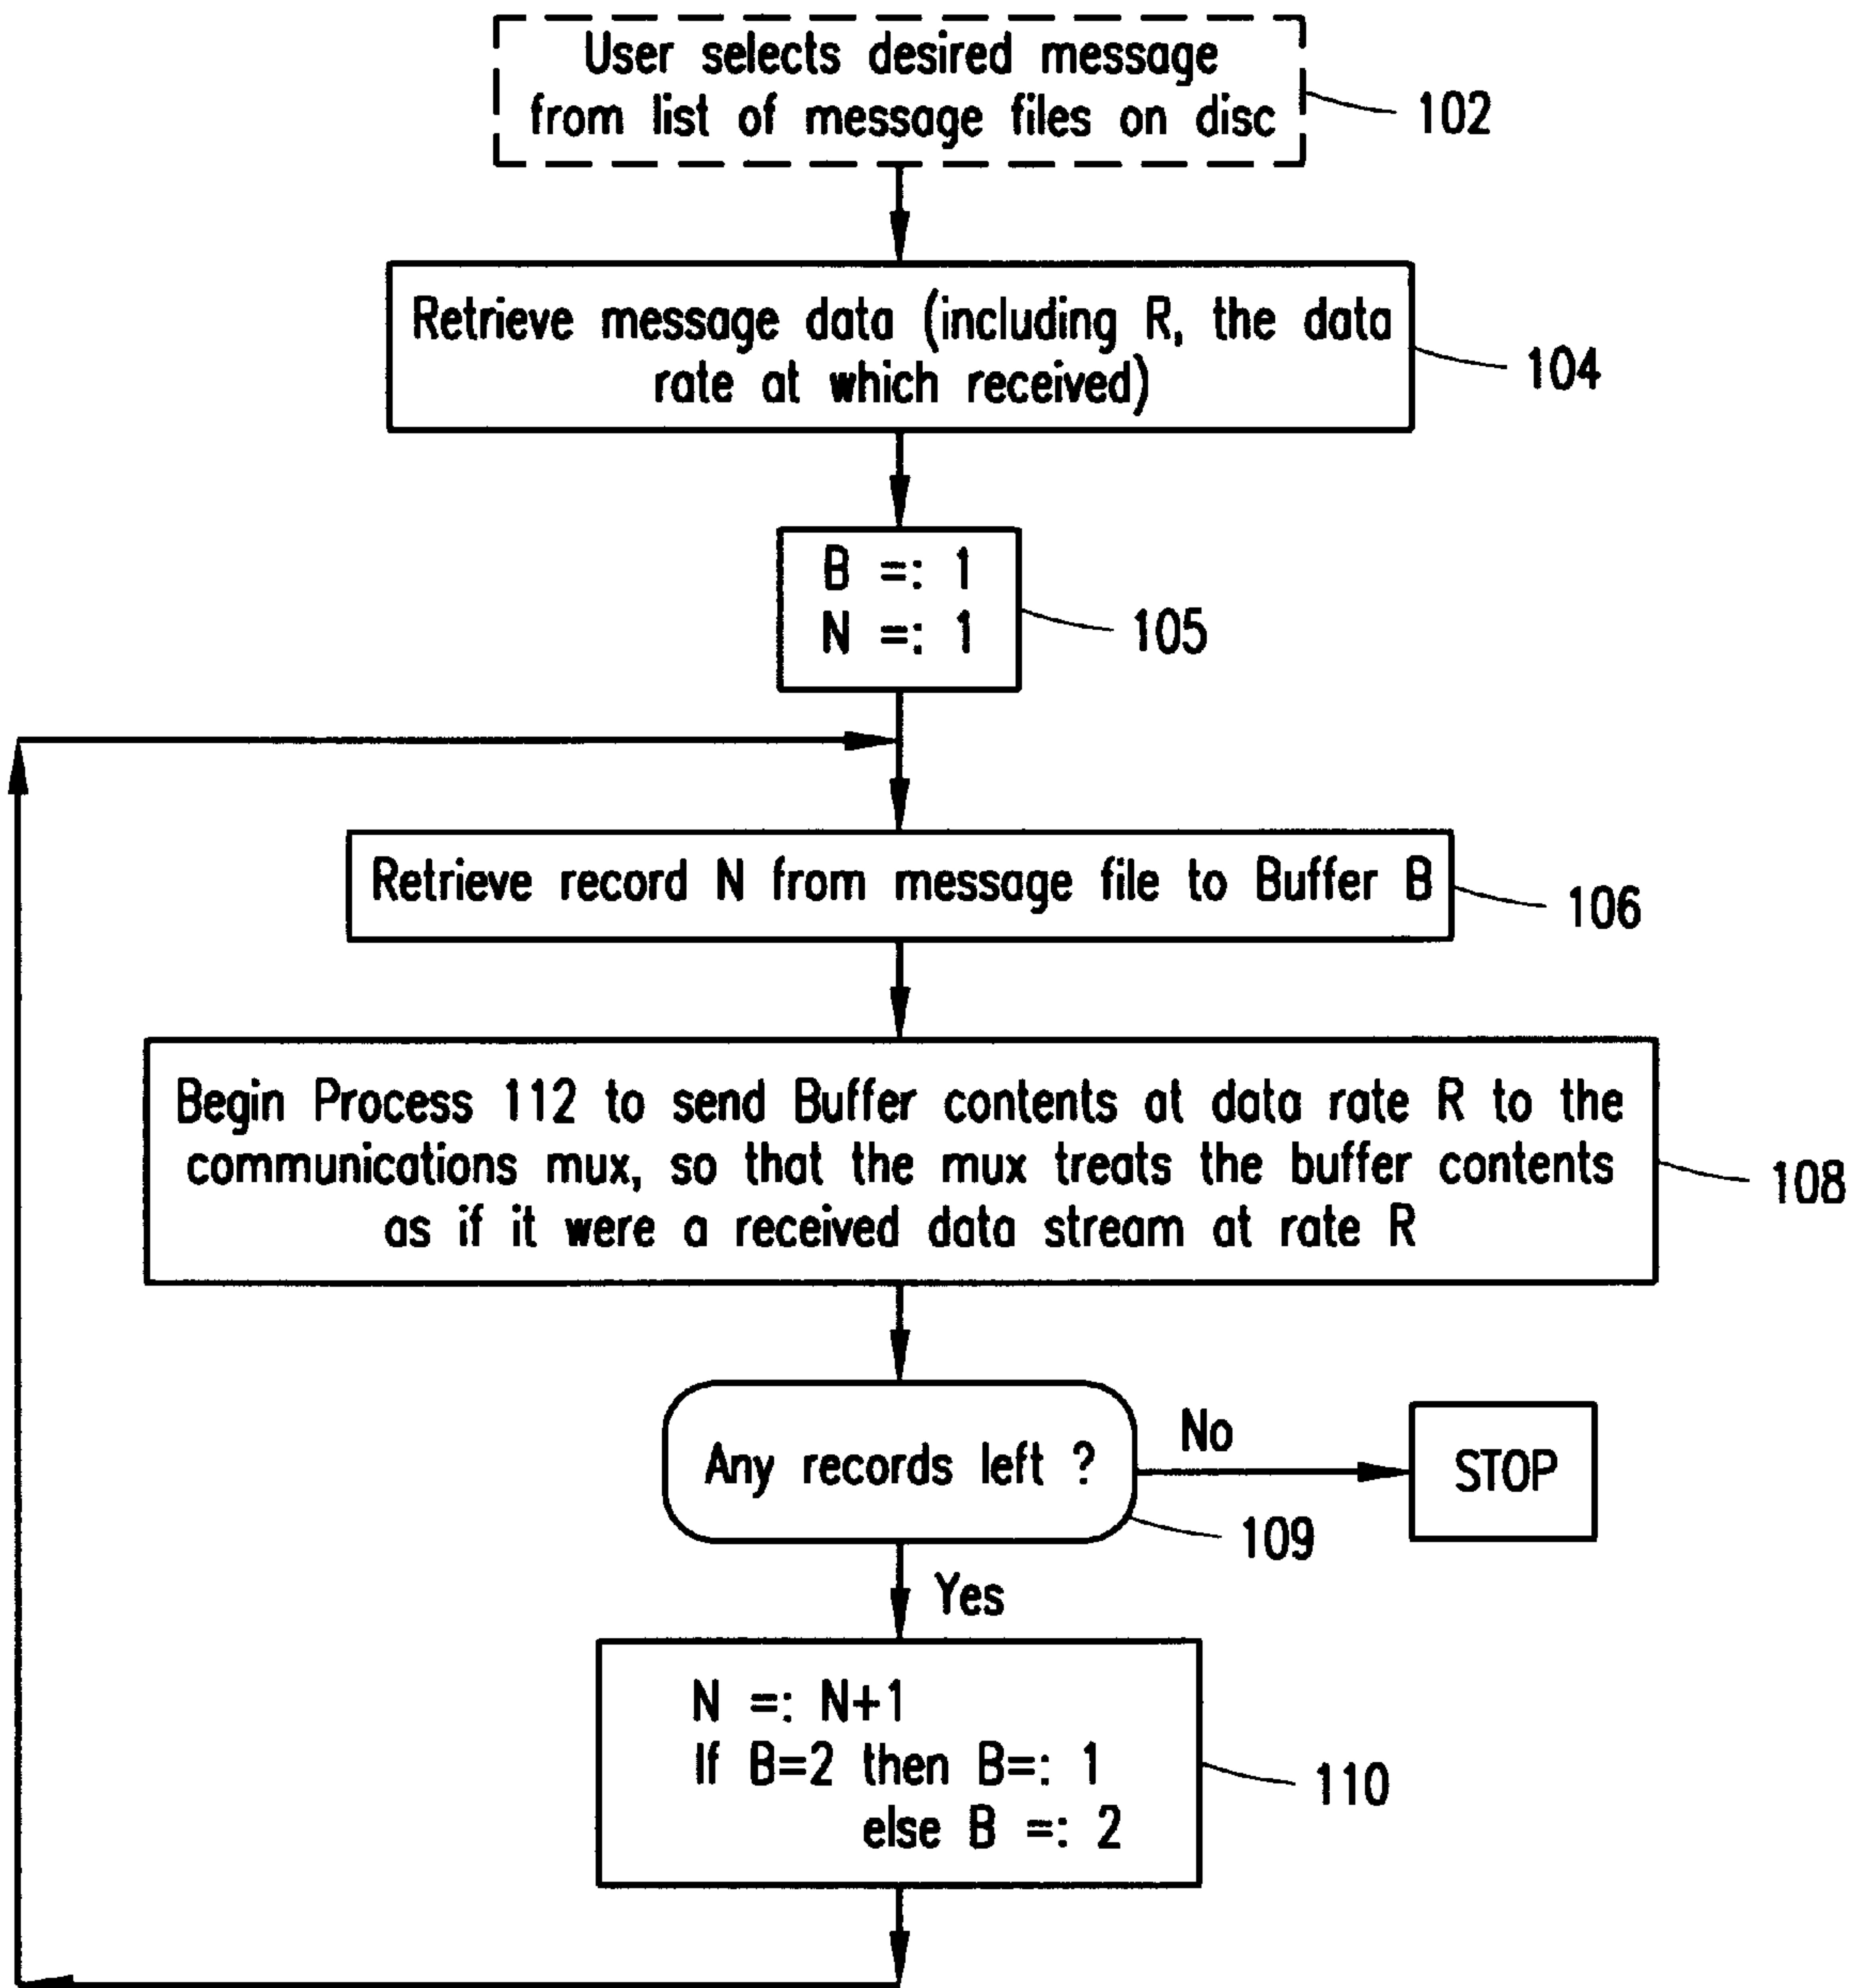 User selects desired message
from list of message files on disc
102
Retrieve message data (including R, the data
rate at which received)
104
B =: 1
N =: 1
105
Retrieve record N from message file to Buffer B
106
Begin Process 112 to send Buffer contents at data rate R to the
communications mux, so that the mux treats the buffer contents
as if it were a received data stream at rate R
108
Any records left ?
No
STOP
109
Yes
N =: N+1
If B=2 then B=: 1
else B =: 2
110